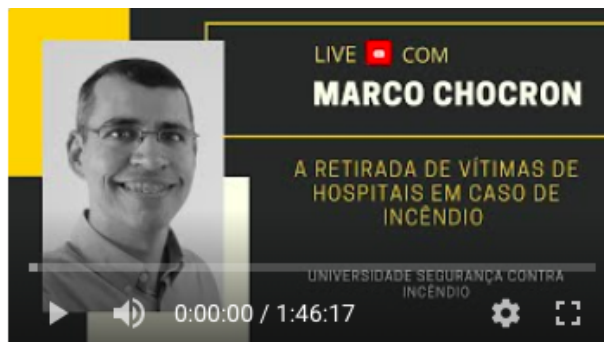 LIVE COM
MARCO CHOCRON
A RETIRADA DE VÍTIMAS DE
HOSPITAIS EM CASO DE
INCÊNDIO
UNIVERSIDADE SEGURANÇA CONTRA
INCÊNDIO
0:00:00 / 1:46:17